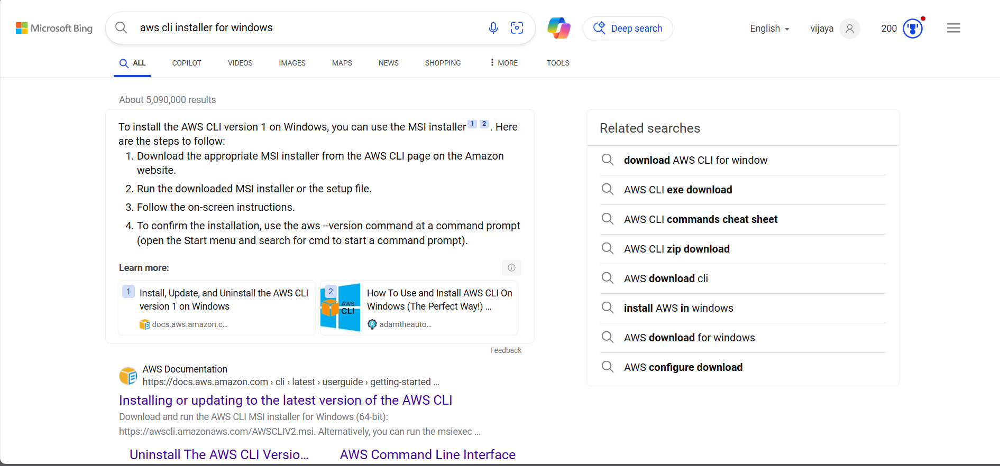 Microsoft Bing
aws cli installer for windows
Deep search
English
vijaya
200
ALL
COPILOT
VIDEOS
IMAGES
MAPS
NEWS
SHOPPING
MORE
TOOLS
About 5,090,000 results
To install the AWS CLI version 1 on Windows, you can use the MSI installer 1 2 . Here
are the steps to follow:
1. Download the appropriate MSI installer from the AWS CLI page on the Amazon
website.
2. Run the downloaded MSI installer or the setup file.
3. Follow the on-screen instructions.
4. To confirm the installation, use the aws --version command at a command prompt
(open the Start menu and search for cmd to start a command prompt).
Learn more:
1
Install, Update, and Uninstall the AWS CLI
version 1 on Windows
docs.aws.amazon.c...
2
AWS
CLI
How To Use and Install AWS CLI On
Windows (The Perfect Way!) ...
adamtheauto...
Feedback
AWS Documentation
https://docs.aws.amazon.com › cli › latest › userguide › getting-started ...
Installing or updating to the latest version of the AWS CLI
Download and run the AWS CLI MSI installer for Windows (64-bit):
https://awscli.amazonaws.com/AWSCLIV2.msi. Alternatively, you can run the msiexec ...
Uninstall The AWS CLI Versio...
AWS Command Line Interface
Related searches
download AWS CLI for window
AWS CLI exe download
AWS CLI commands cheat sheet
AWS CLI zip download
AWS download cli
install AWS in windows
AWS download for windows
AWS configure download